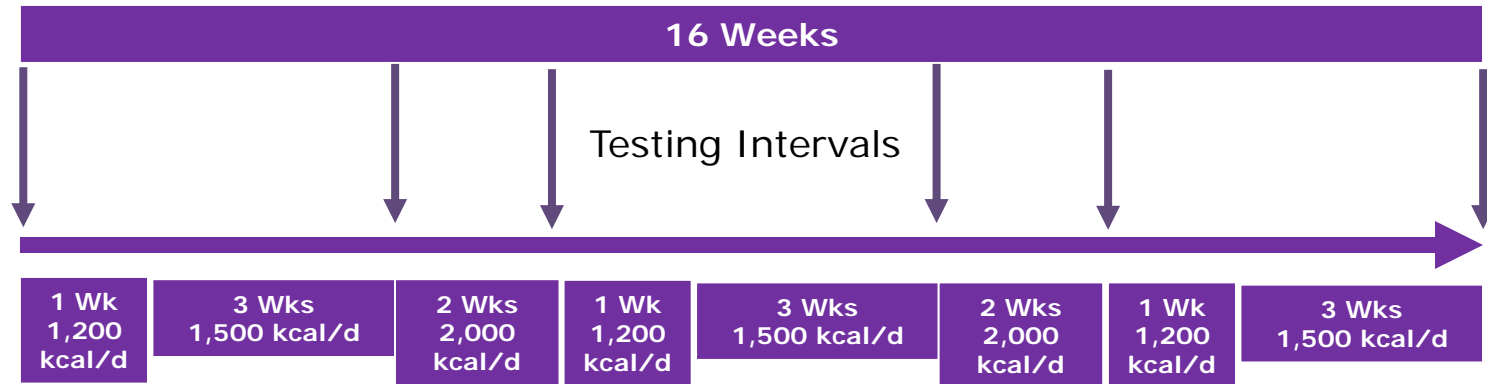 16 Weeks
Testing Intervals
1 Wk
1,200
kcal/d
3 Wks
1,500 kcal/d
2 Wks
2,000
kcal/d
1 Wk
1,200
kcal/d
3 Wks
1,500 kcal/d
2 Wks
2,000
kcal/d
1 Wk
1,200
kcal/d
3 Wks
1,500 kcal/d